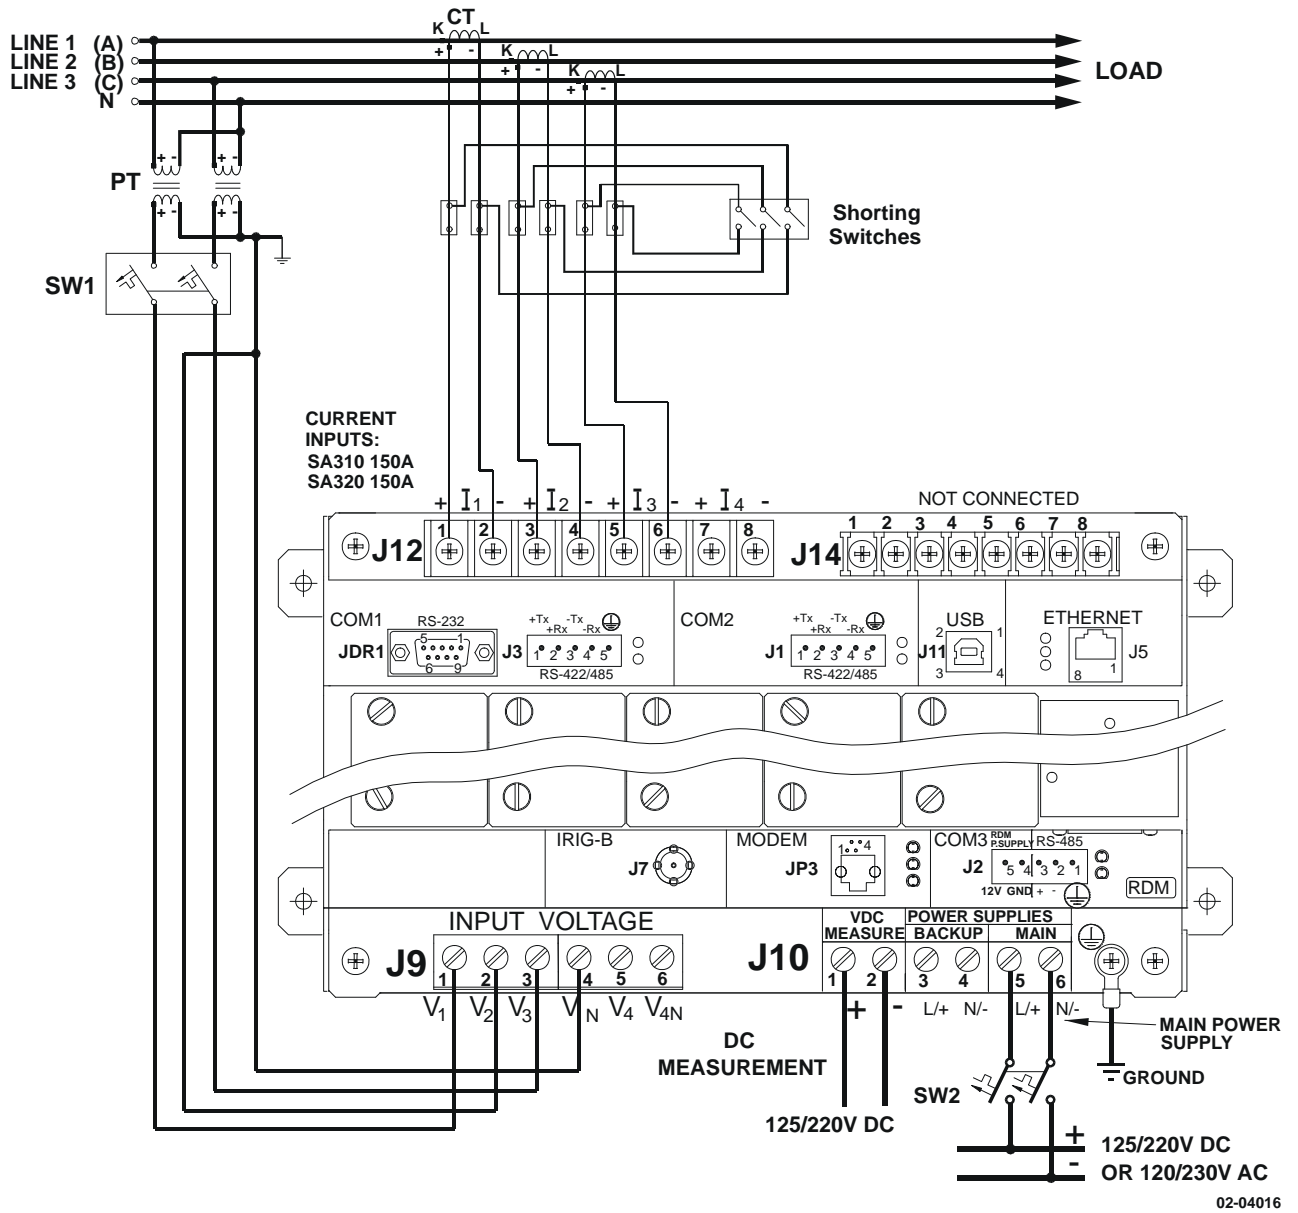 K CT L
LINE 1 (A)
+ -
LINE 2 (B)
K L
+ -
LINE 3 (C)
K L
+ -
N
LOAD
+ - + -
PT
+ - + -
Shorting
Switches
SW1
CURRENT
INPUTS:
SA310 150A
SA320 150A
+ I1 - + I2 - + I3 - + I4 -
NOT CONNECTED
J12 1 2 3 4 5 6 7 8
J14 1 2 3 4 5 6 7 8
COM1 RS-232
JDR1 5 1 6 9
+Tx -Tx
+Rx -Rx
J3 1 2 3 4 5
RS-422/485
COM2
+Tx -Tx
+Rx -Rx
J1 1 2 3 4 5
RS-422/485
USB
2 1
J11
3 4
ETHERNET
J5
8 1
IRIG-B
J7
MODEM
1 4
JP3
COM3 RDM P.SUPPLY RS-485
J2 5 4 3 2 1
12V GND + -
RDM
INPUT VOLTAGE
J9 1 2 3 4 5 6
V1 V2 V3 VN V4 V4N
VDC
MEASURE
POWER SUPPLIES
BACKUP MAIN
J10 1 2 3 4 5 6
+ - L/+ N/- L/+ N/-
MAIN POWER
SUPPLY
DC
MEASUREMENT
GROUND
SW2
125/220V DC
+ 125/220V DC
- OR 120/230V AC
02-04016